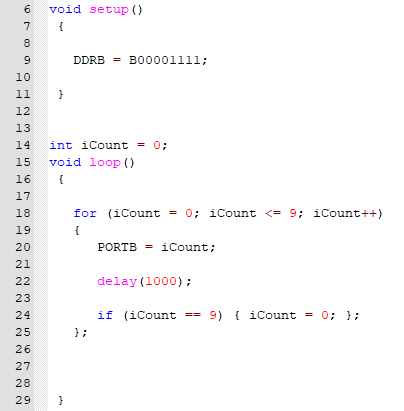 6 void setup()
7 {
8
9 DDRB = B00001111;
10
11 }
12
13
14 int iCount = 0;
15 void loop()
16 {
17
18 for (iCount = 0; iCount <= 9; iCount++)
19 {
20 PORTB = iCount;
21
22 delay(1000);
23
24 if (iCount == 9) { iCount = 0; };
25 };
26
27
28
29 }